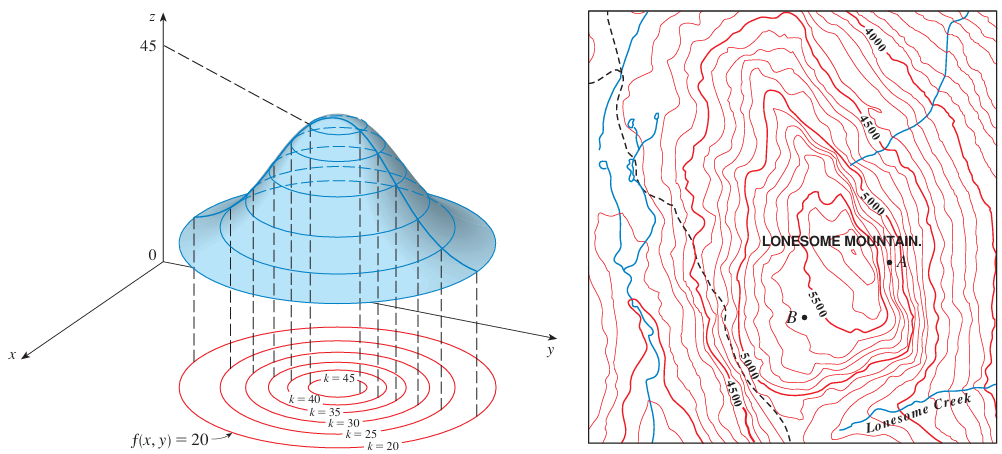 z
45
0
x
y
k = 45
k = 40
k = 35
k = 30
k = 25
k = 20
f(x, y) = 20
4000
4500
5000
LONESOME MOUNTAIN.
A
5500
B
5000
4500
Lonesome Creek